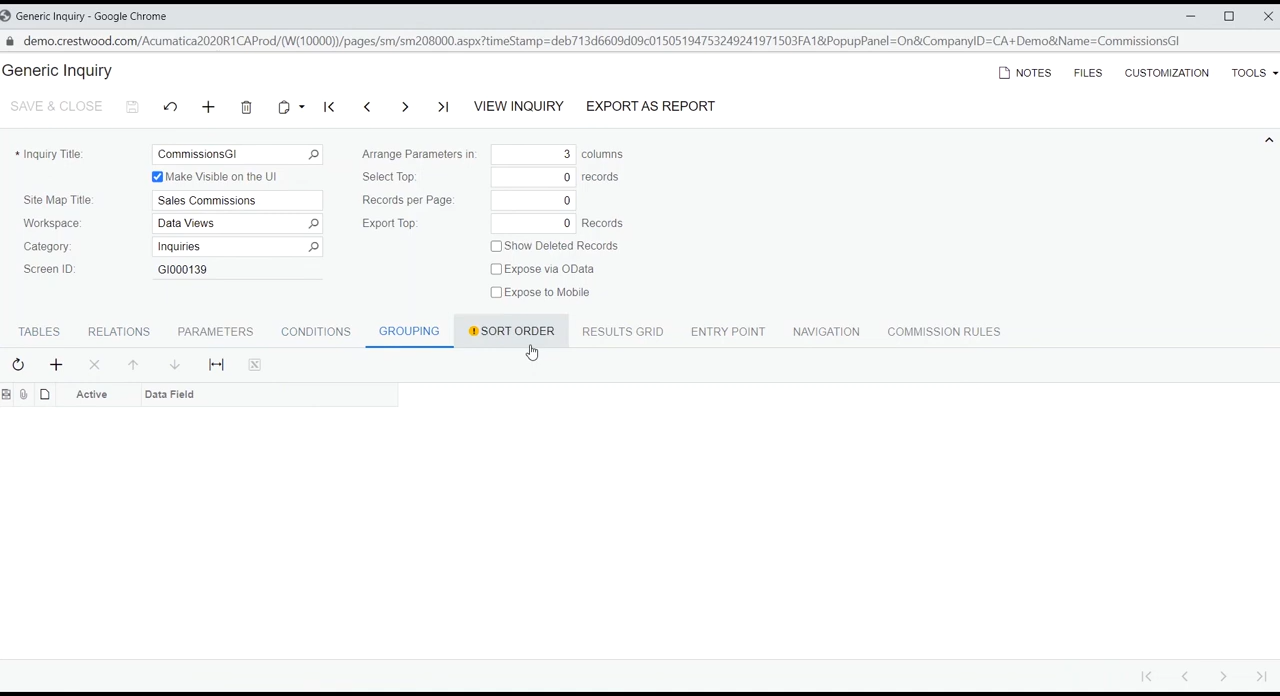 Generic Inquiry - Google Chrome
demo.crestwood.com/Acumatica2020R1CAProd/(W(10000))/pages/sm/sm208000.aspx?timeStamp=deb713d6609d09c01505194753249241971503FA1&PopupPanel=On&CompanyID=CA+Demo&Name=CommissionsGI
Generic Inquiry NOTES FILES CUSTOMIZATION TOOLS
SAVE & CLOSE VIEW INQUIRY EXPORT AS REPORT
* Inquiry Title: CommissionsGI Arrange Parameters in: 3 columns
Make Visible on the UI Select Top: 0 records
Site Map Title: Sales Commissions Records per Page: 0
Workspace: Data Views Export Top: 0 Records
Category: Inquiries Show Deleted Records
Screen ID: GI000139 Expose via OData
Expose to Mobile
TABLES RELATIONS PARAMETERS CONDITIONS GROUPING SORT ORDER RESULTS GRID ENTRY POINT NAVIGATION COMMISSION RULES
Active Data Field